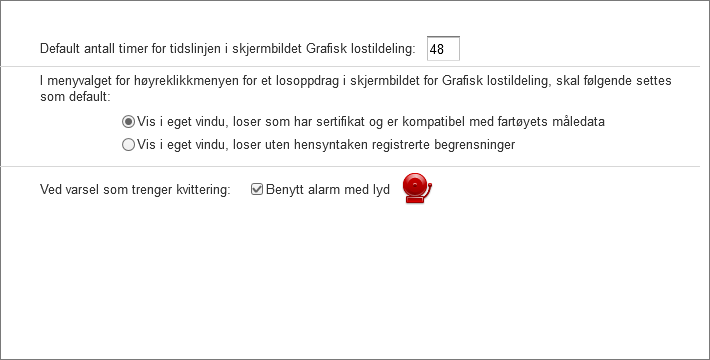 Default antall timer for tidslinjen i skjermbildet Grafisk lostildeling: 48
I menyvalget for høyreklikkmenyen for et losoppdrag i skjermbildet for Grafisk lostildeling, skal følgende settes
som default:
Vis i eget vindu, loser som har sertifikat og er kompatibel med fartøyets måledata
Vis i eget vindu, loser uten hensyntaken registrerte begrensninger
Ved varsel som trenger kvittering: Benytt alarm med lyd